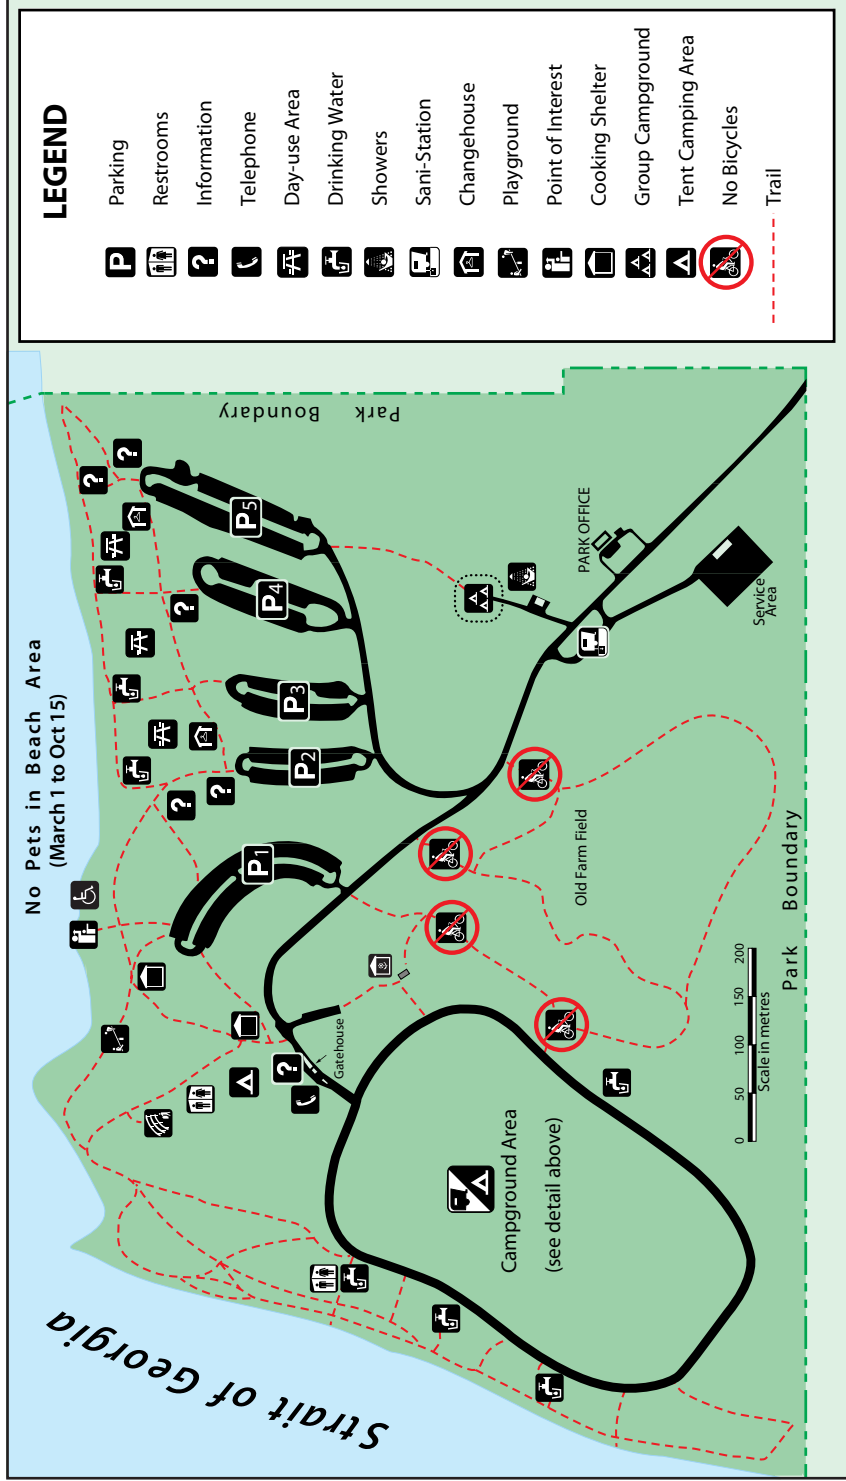 LEGEND
P Parking
Restrooms
? Information
Telephone
Day-use Area
Drinking Water
Showers
Sani-Station
Changehouse
Playground
Point of Interest
Cooking Shelter
Group Campground
Tent Camping Area
No Bicycles
Trail
No Pets in Beach Area
(March 1 to Oct 15)
Strait of Georgia
Park Boundary
?
?
?
?
?
?
P1
P2
P3
P4
P5
Gatehouse
PARK OFFICE
Service
Area
Old Farm Field
Campground Area
(see detail above)
0 50 100 150 200
Scale in metres
Park Boundary